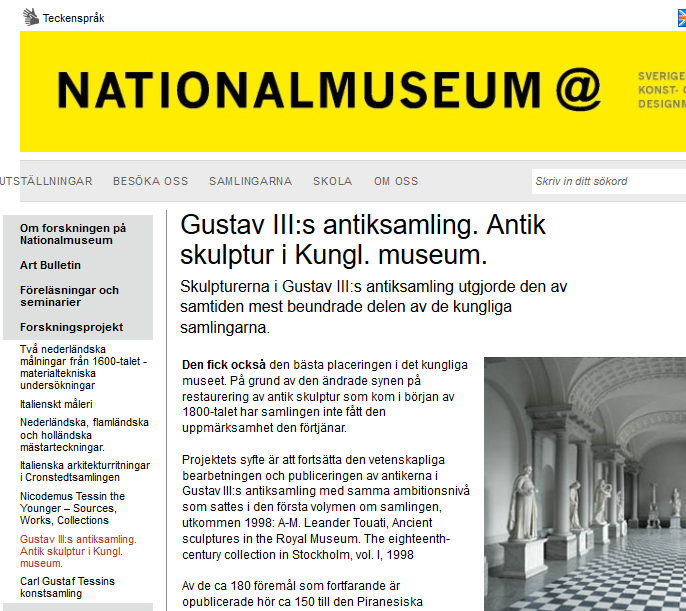 Teckenspråk
NATIONALMUSEUM @
SVERIGE
KONST- 
DESIGNM
UTSTÄLLNINGAR BESÖKA OSS SAMLINGARNA SKOLA OM OSS
Skriv in ditt sökord
Om forskningen på
Nationalmuseum
Art Bulletin
Föreläsningar och
seminarier
Forskningsprojekt
Två nederländska
målningar från 1600-talet -
materialtekniska
undersökningar
Italienskt måleri
Nederländska, flamländska
och holländska
mästarteckningar.
Italienska arkitekturritningar
i Cronstedtsamlingen
Nicodemus Tessin the
Younger – Sources,
Works, Collections
Gustav III:s antiksamling.
Antik skulptur i Kungl.
museum.
Carl Gustaf Tessins
konstsamling
Gustav III:s antiksamling. Antik
skulptur i Kungl. museum.
Skulpturerna i Gustav III:s antiksamling utgjorde den av
samtiden mest beundrade delen av de kungliga
samlingarna.
Den fick också den bästa placeringen i det kungliga
museet. På grund av den ändrade synen på
restaurering av antik skulptur som kom i början av
1800-talet har samlingen inte fått den
uppmärksamhet den förtjänar.
Projektets syfte är att fortsätta den vetenskapliga
bearbetningen och publiceringen av antikerna i
Gustav III:s antiksamling med samma ambitionsnivå
som sattes i den första volymen om samlingen,
utkommen 1998: A-M. Leander Touati, Ancient
sculptures in the Royal Museum. The eighteenth-
century collection in Stockholm, vol. I, 1998
Av de ca 180 föremål som fortfarande är
opublicerade hör ca 150 till den Piranesiska